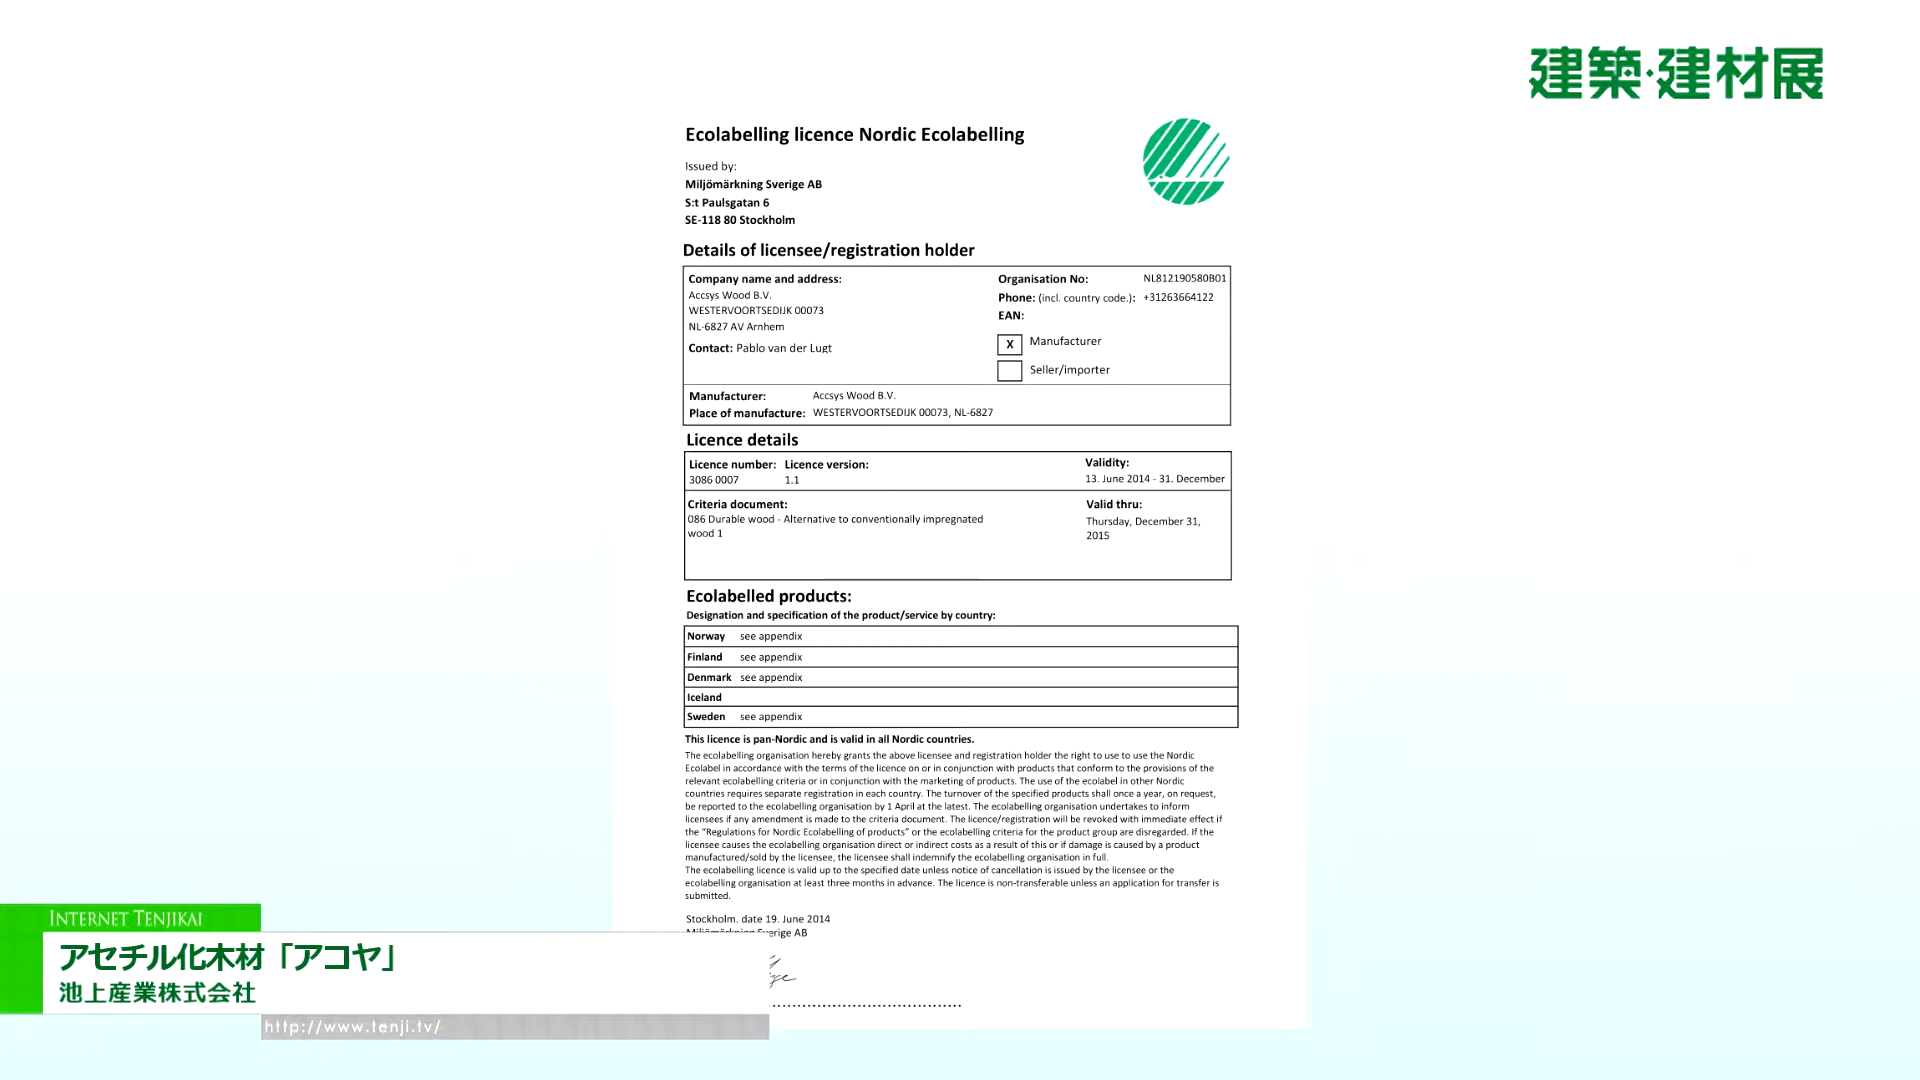 建築・建材展
Ecolabelling licence Nordic Ecolabelling
Issued by:
Miljömärkning Sverige AB
S:t Paulsgatan 6
SE-118 80 Stockholm
Details of licensee/registration holder
Company name and address:
Accsys Wood B.V.
WESTERVOORTSEDIJK 00073
NL-6827 AV Arnhem
Contact: Pablo van der Lugt
Organisation No: NL812190580B01
Phone: (incl. country code.): +31263664122
EAN:
X Manufacturer
Seller/importer
Manufacturer: Accsys Wood B.V.
Place of manufacture: WESTERVOORTSEDIJK 00073, NL-6827
Licence details
Licence number: Licence version: Validity:
3086 0007 1.1 13. June 2014 - 31. December
Criteria document: Valid thru:
086 Durable wood - Alternative to conventionally impregnated Thursday, December 31,
wood 1 2015
Ecolabelled products:
Designation and specification of the product/service by country:
Norway see appendix
Finland see appendix
Denmark see appendix
Iceland
Sweden see appendix
This licence is pan-Nordic and is valid in all Nordic countries.
The ecolabelling organisation hereby grants the above licensee and registration holder the right to use to use the Nordic
Ecolabel in accordance with the terms of the licence on or in conjunction with products that conform to the provisions of the
relevant ecolabelling criteria or in conjunction with the marketing of products. The use of the ecolabel in other Nordic
countries requires separate registration in each country. The turnover of the specified products shall once a year, on request,
be reported to the ecolabelling organisation by 1 April at the latest. The ecolabelling organisation undertakes to inform
licensees if any amendment is made to the criteria document. The licence/registration will be revoked with immediate effect if
the “Regulations for Nordic Ecolabelling of products” or the ecolabelling criteria for the product group are disregarded. If the
licensee causes the ecolabelling organisation direct or indirect costs as a result of this or if damage is caused by a product
manufactured/sold by the licensee, the licensee shall indemnify the ecolabelling organisation in full.
The ecolabelling licence is valid up to the specified date unless notice of cancellation is issued by the licensee or the
ecolabelling organisation at least three months in advance. The licence is non-transferable unless an application for transfer is
submitted.
Stockholm. date 19. June 2014
Miljömärkning Sverige AB
INTERNET TENJIKAI
アセチル化木材「アコヤ」
池上産業株式会社
http://www.tenji.tv/